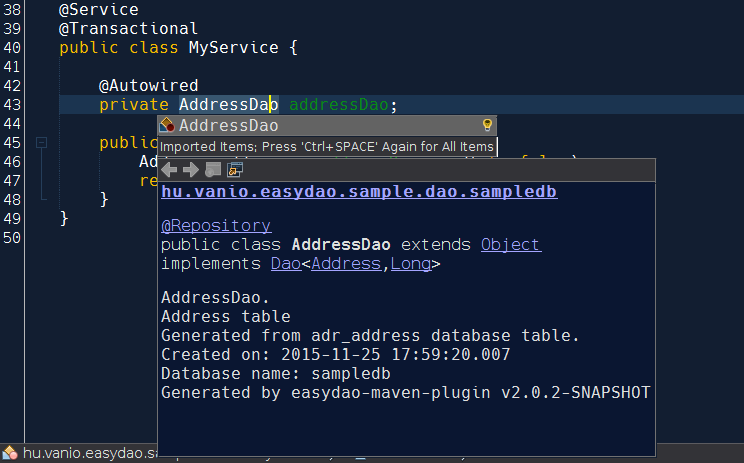 38 @Service
39 @Transactional
40 public class MyService {
41
42 @Autowired
43 private AddressDao addressDao;
44 AddressDao
45 public
Imported Items; Press 'Ctrl+SPACE' Again for All Items
46
47 re
48 }
49 }
50
hu.vanio.easydao.sample.dao.sampledb
@Repository
public class AddressDao extends Object
implements Dao<Address,Long>
AddressDao.
Address table
Generated from adr_address database table.
Created on: 2015-11-25 17:59:20.007
Database name: sampledb
Generated by easydao-maven-plugin v2.0.2-SNAPSHOT
hu.vanio.easydao.sa